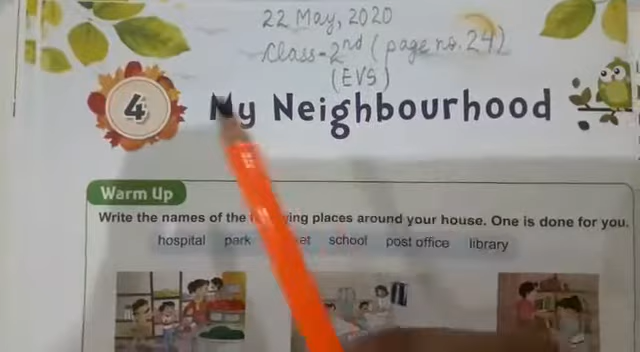 22 May, 2020
Class-2nd (page no. 24)
(EVS)
4 My Neighbourhood
Warm Up
Write the names of the places around your house. One is done for you.
hospital park school post office library